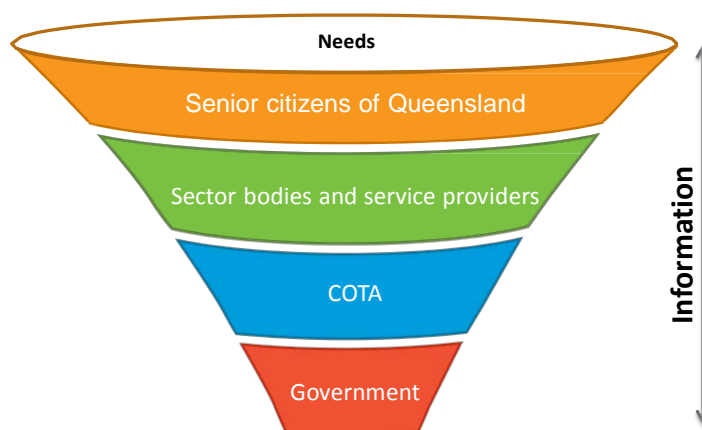 Needs
Senior citizens of Queensland
Sector bodies and service providers
COTA
Government
Information